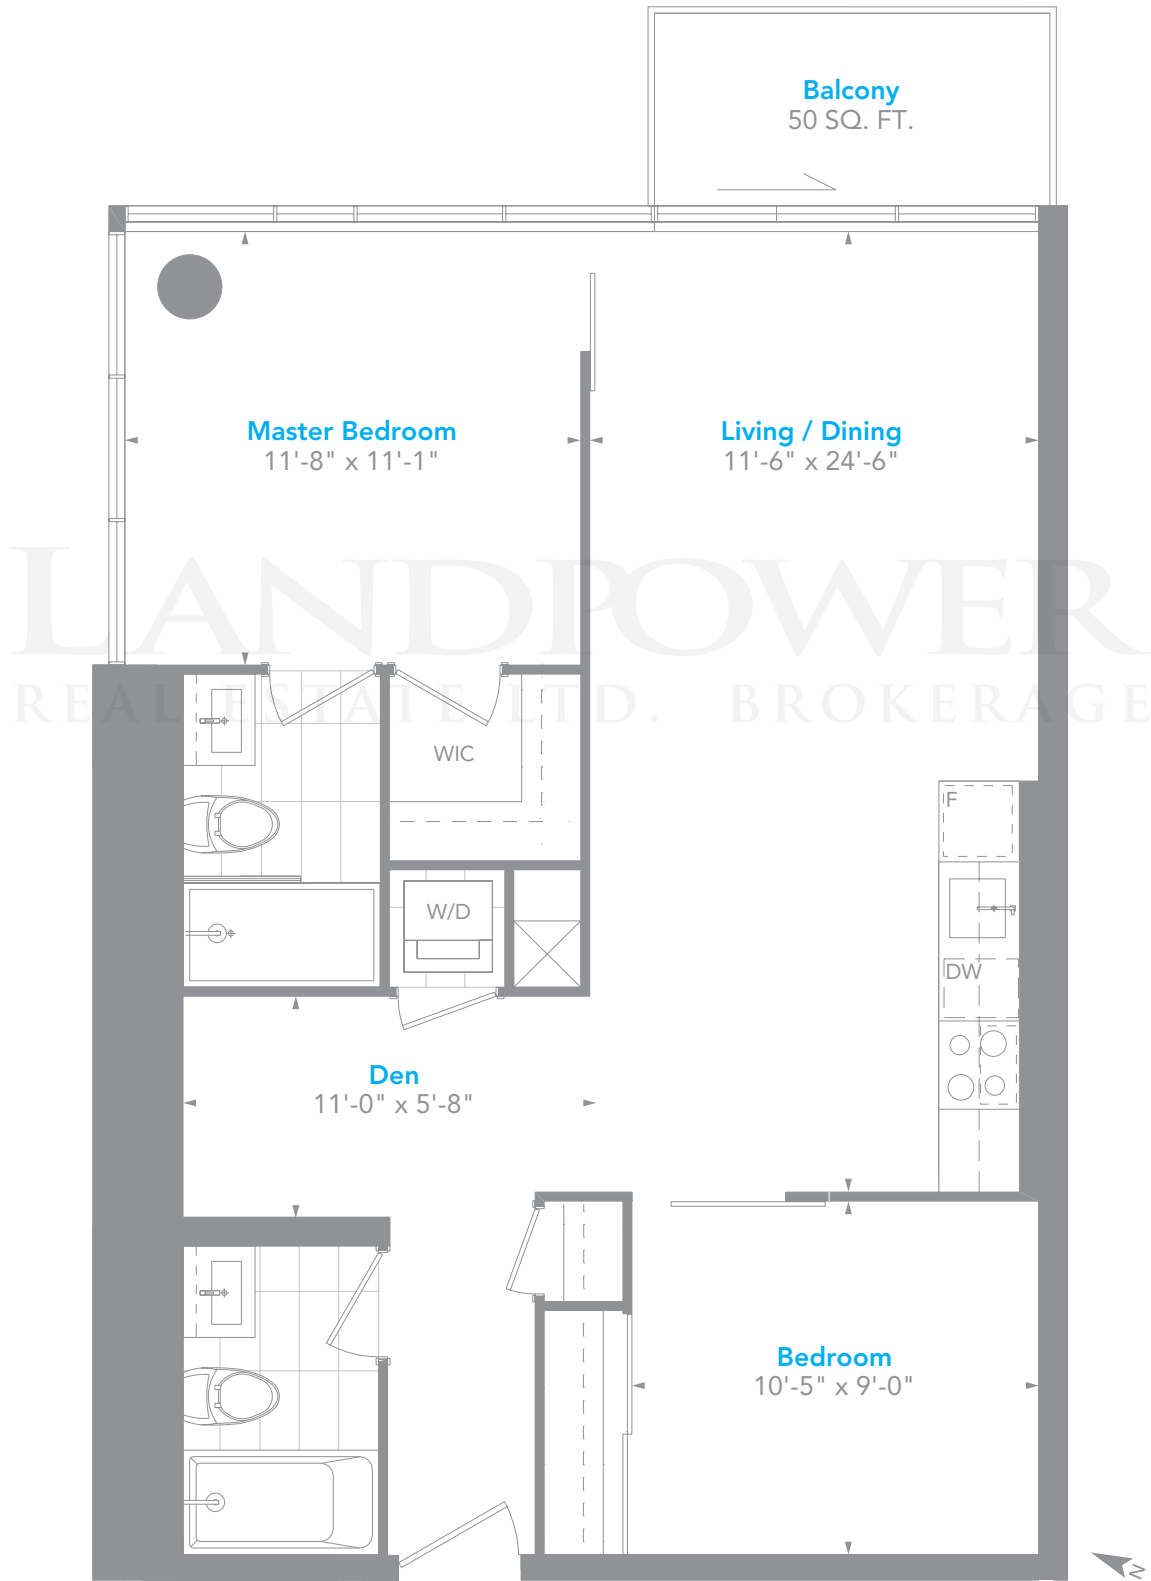 Balcony
50 SQ. FT.
Master Bedroom
11'-8" x 11'-1"
Living / Dining
11'-6" x 24'-6"
LANDPOWER
REAL ESTATE LTD. BROKERAGE
WIC
F
W/D
DW
Den
11'-0" x 5'-8"
Bedroom
10'-5" x 9'-0"
N